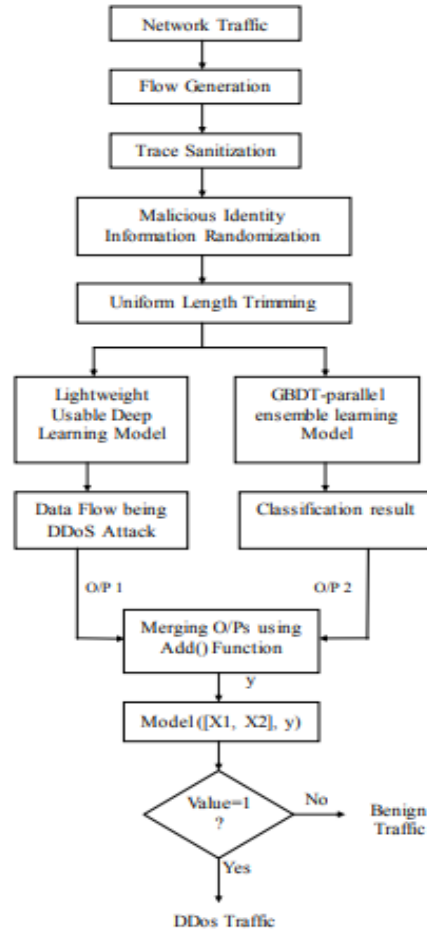 Network Traffic
Flow Generation
Trace Sanitization
Malicious Identity
Information Randomization
Uniform Length Trimming
Lightweight
Usable Deep
Learning Model
GBDT-parallel
ensemble learning
Model
Data Flow being
DDoS Attack
Classification result
O/P 1
O/P 2
Merging O/Ps using
Add() Function
y
Model ([X1, X2], y)
Value=1
?
No
Benign
Traffic
Yes
DDos Traffic